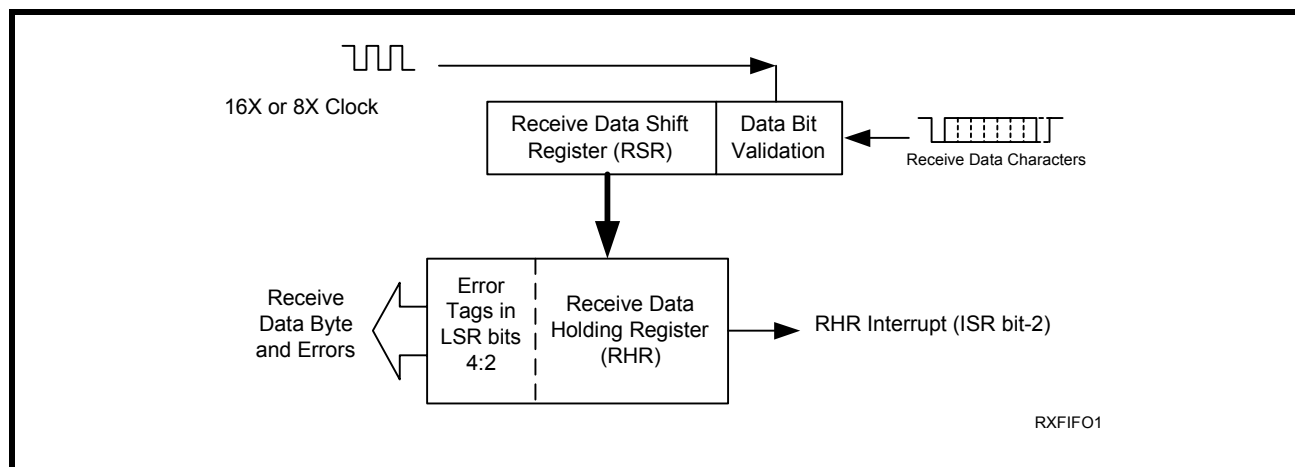 16X or 8X Clock
Receive Data Shift
Register (RSR)
Data Bit
Validation
Receive Data Characters
Receive
Data Byte
and Errors
Error
Tags in
LSR bits
4:2
Receive Data
Holding Register
(RHR)
RHR Interrupt (ISR bit-2)
RXFIFO1